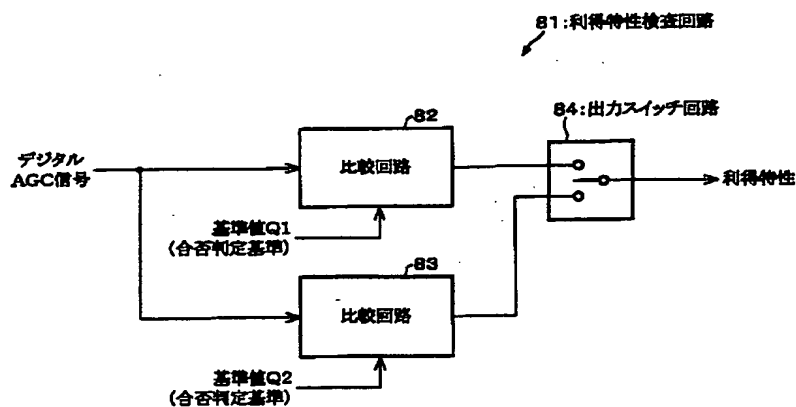 81:利得特性検査回路
82
84:出力スイッチ回路
デジタル
AGC信号
比較回路
利得特性
基準値Q1
(合否判定基準)
83
比較回路
基準値Q2
(合否判定基準)